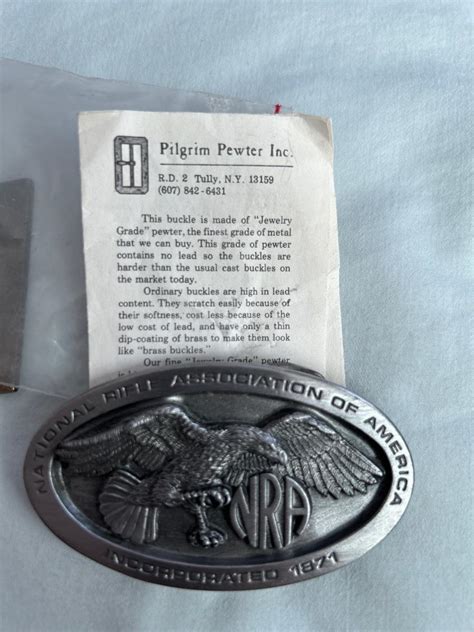 Pilgrim Pewter Inc.
R.D. 2 Tully, N.Y. 13159
(607) 842-6431
This buckle is made of "Jewelry
Grade" pewter, the finest grade of metal
that we can buy. This grade of pewter
contains no lead so the buckles are
harder than the usual cast buckles on
the market today.
Ordinary buckles are high in lead
content. They scratch easily because of
their softness, cost less because of the
low cost of lead, and have only a thin
dip-coating of brass to make them look
like "brass buckles."
Our fine "Jewelry Grade" pewter
NATIONAL RIFLE ASSOCIATION OF AMERICA
NRA
INCORPORATED 1871